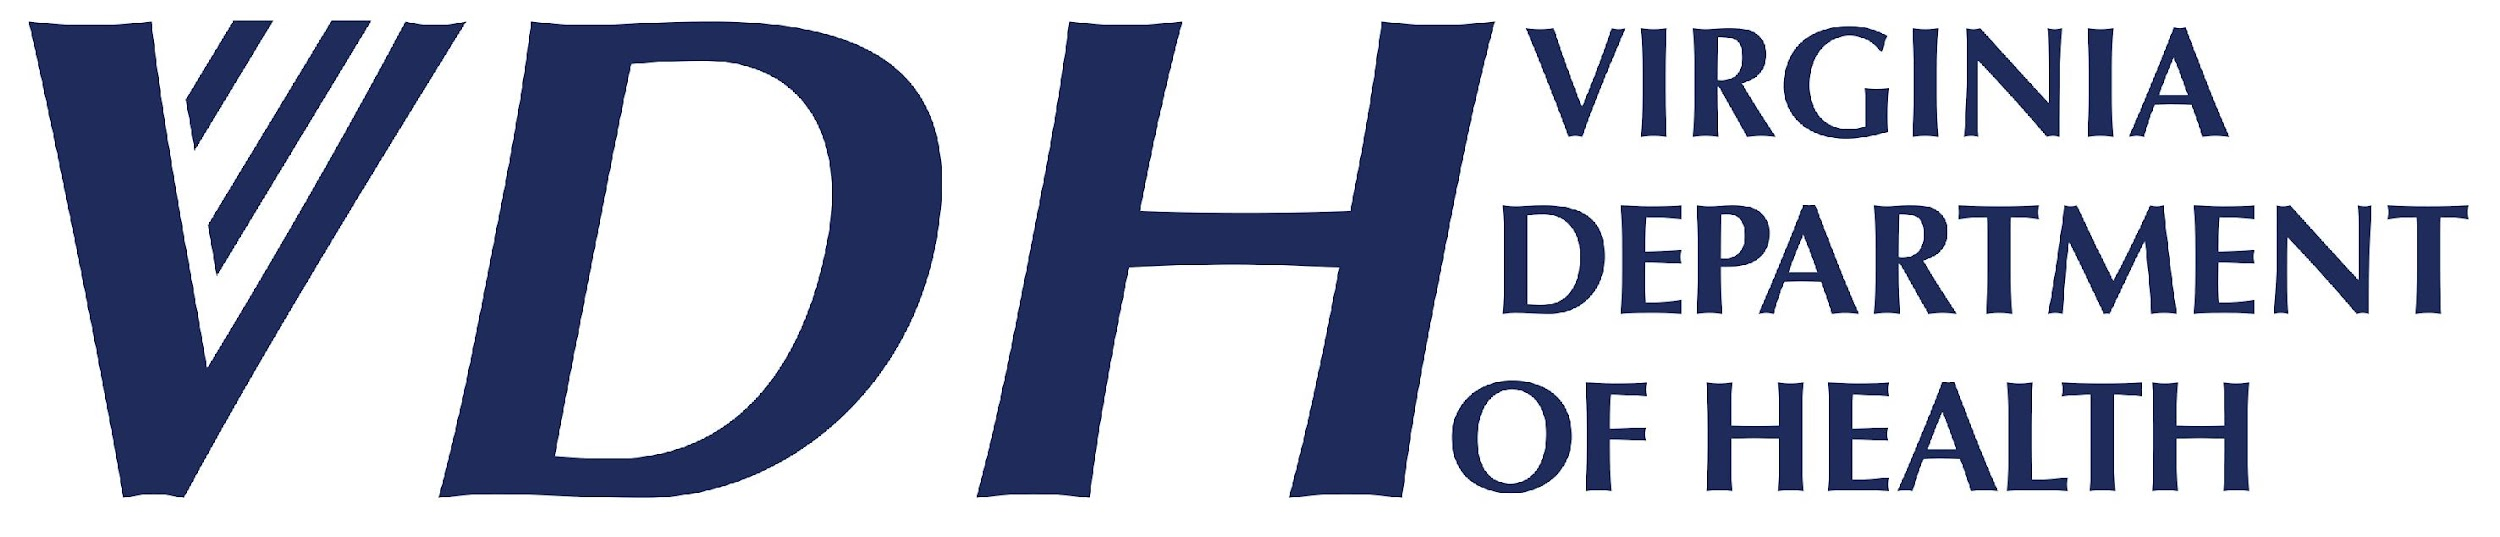 VDH
VIRGINIA
DEPARTMENT
OF HEALTH